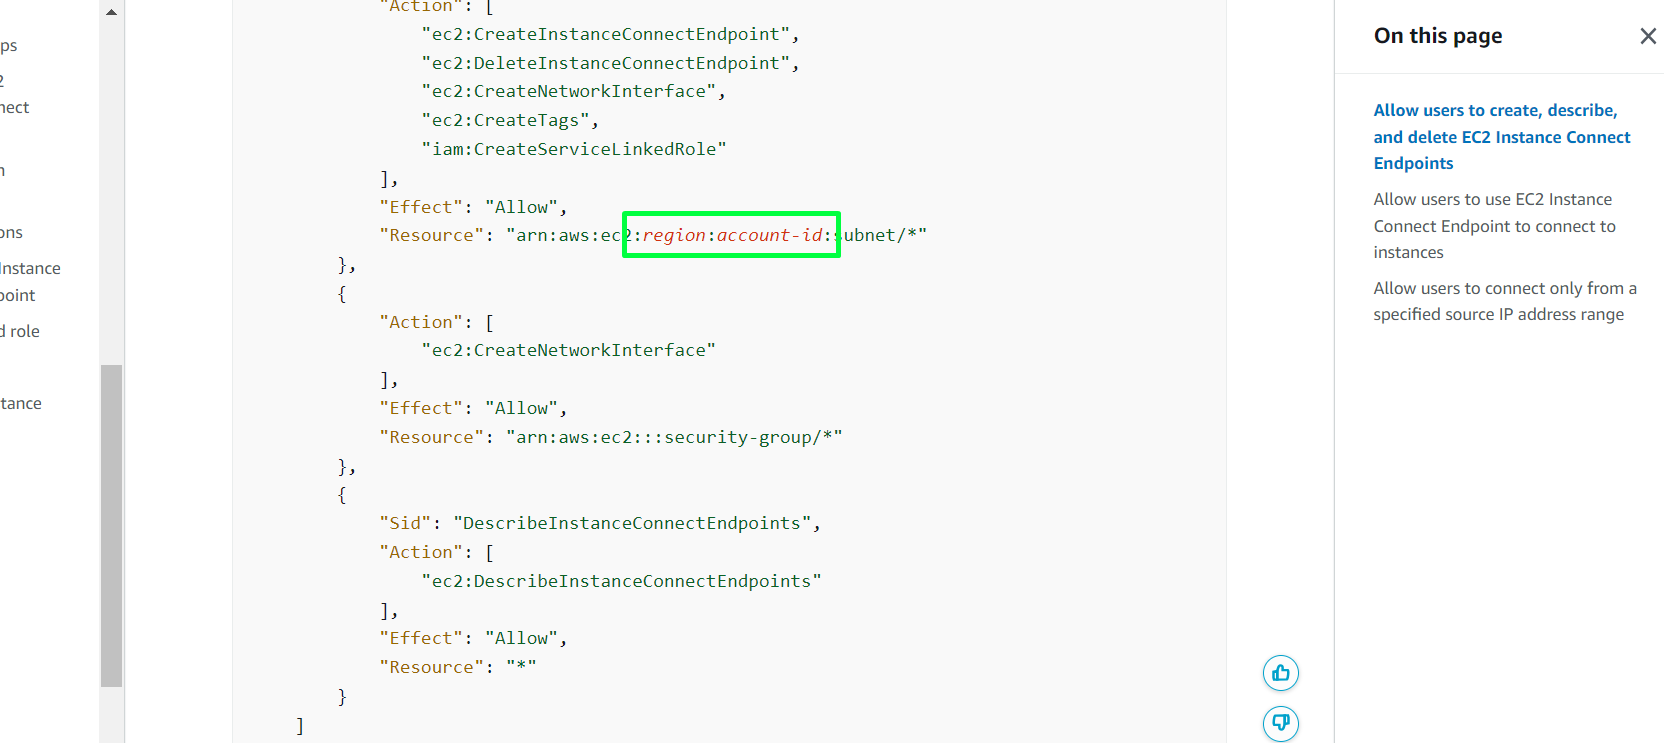 ps
2
nect
n
ons
Instance
point
d role
tance
"Action": [
"ec2:CreateInstanceConnectEndpoint",
"ec2:DeleteInstanceConnectEndpoint",
"ec2:CreateNetworkInterface",
"ec2:CreateTags",
"iam:CreateServiceLinkedRole"
],
"Effect": "Allow",
"Resource": "arn:aws:ec2:region:account-id:subnet/*"
},
{
"Action": [
"ec2:CreateNetworkInterface"
],
"Effect": "Allow",
"Resource": "arn:aws:ec2:::security-group/*"
},
{
"Sid": "DescribeInstanceConnectEndpoints",
"Action": [
"ec2:DescribeInstanceConnectEndpoints"
],
"Effect": "Allow",
"Resource": "*"
}
]
On this page
Allow users to create, describe,
and delete EC2 Instance Connect
Endpoints
Allow users to use EC2 Instance
Connect Endpoint to connect to
instances
Allow users to connect only from a
specified source IP address range